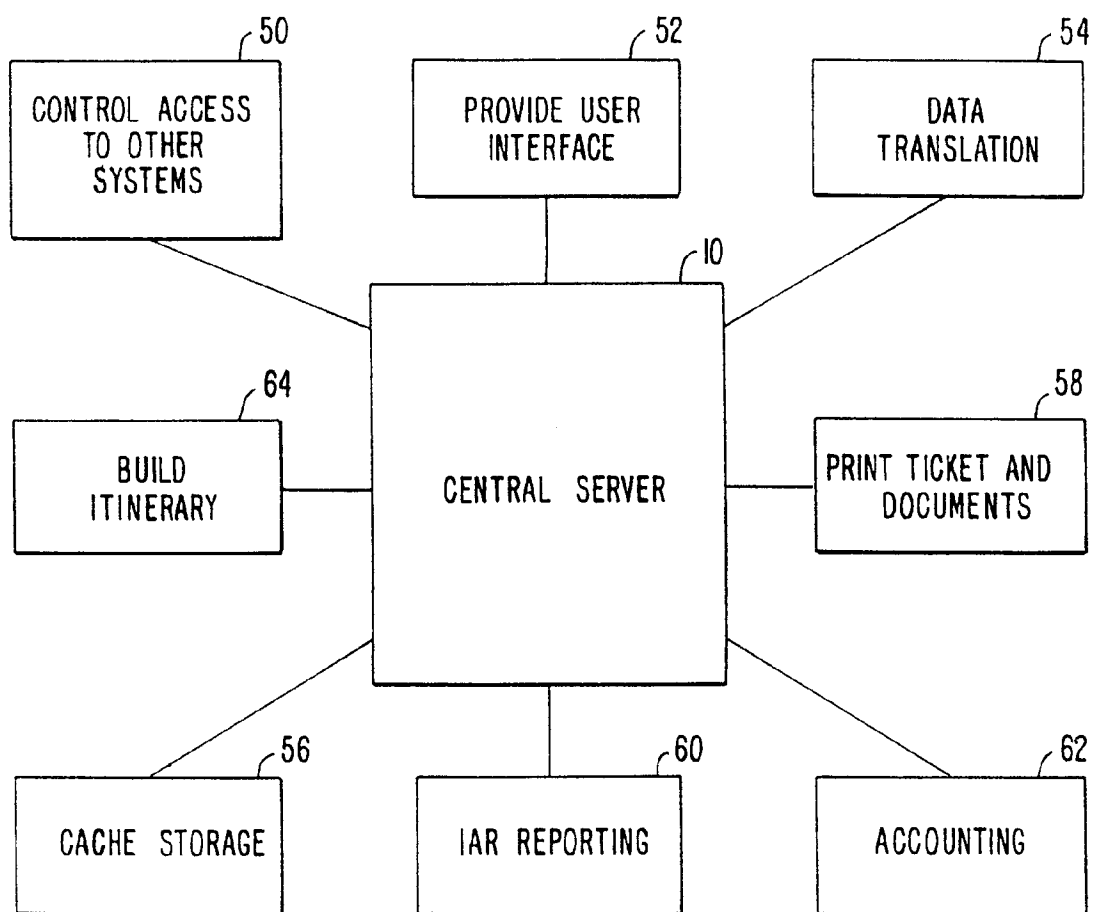 50
CONTROL ACCESS
TO OTHER
SYSTEMS
52
PROVIDE USER
INTERFACE
54
DATA
TRANSLATION
10
CENTRAL SERVER
64
BUILD
ITINERARY
58
PRINT TICKET AND
DOCUMENTS
56
CACHE STORAGE
60
IAR REPORTING
62
ACCOUNTING